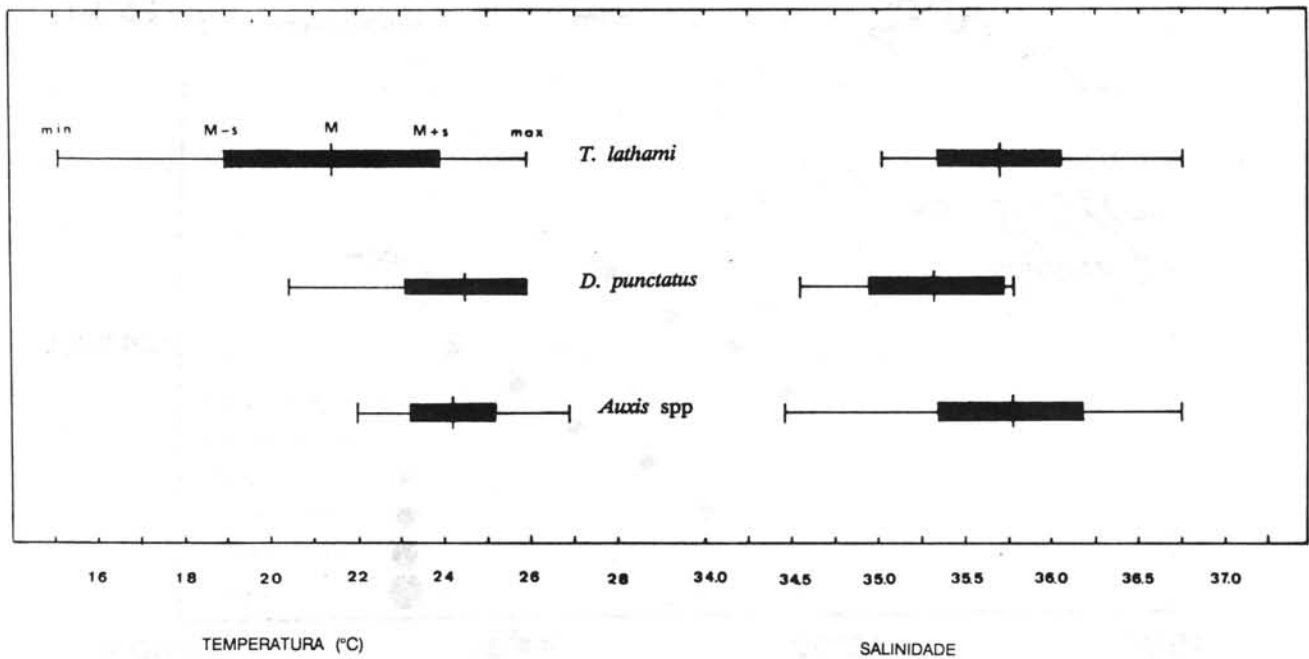 min M-s M M+s max
T. lathami
D. punctatus
Auxis spp
16 18 20 22 24 26 28 34.0 34.5 35.0 35.5 36.0 36.5 37.0
TEMPERATURA (°C) SALINIDADE